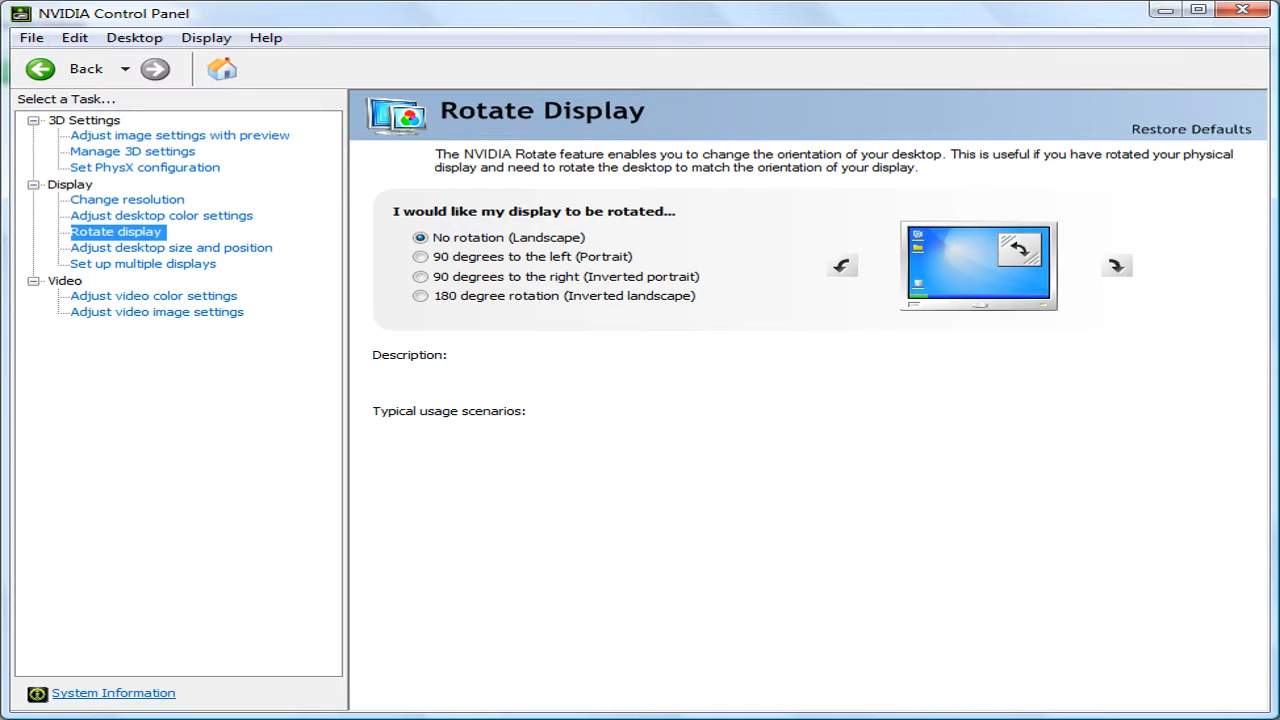 NVIDIA Control Panel
File Edit Desktop Display Help
Back
Select a Task...
3D Settings
Adjust image settings with preview
Manage 3D settings
Set PhysX configuration
Display
Change resolution
Adjust desktop color settings
Rotate display
Adjust desktop size and position
Set up multiple displays
Video
Adjust video color settings
Adjust video image settings
System Information
Rotate Display
Restore Defaults
The NVIDIA Rotate feature enables you to change the orientation of your desktop. This is useful if you have rotated your physical
display and need to rotate the desktop to match the orientation of your display.
I would like my display to be rotated...
No rotation (Landscape)
90 degrees to the left (Portrait)
90 degrees to the right (Inverted portrait)
180 degree rotation (Inverted landscape)
Description:
Typical usage scenarios: